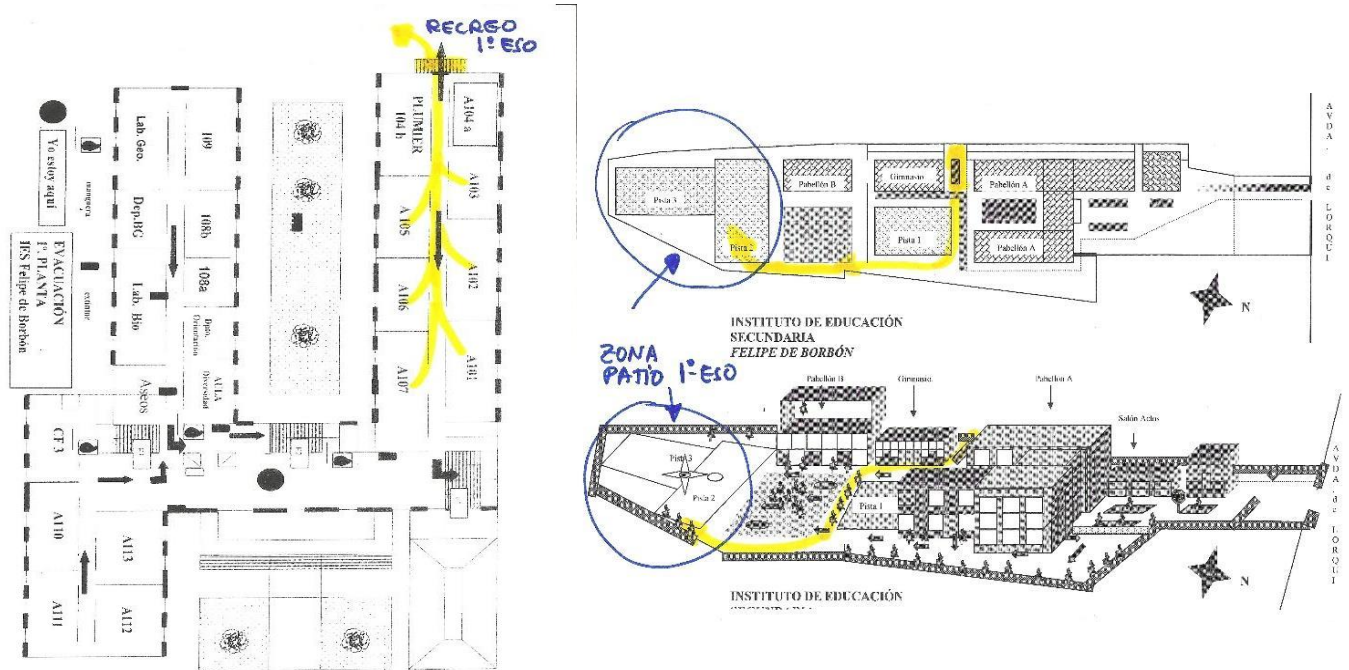 RECREO
1º ESO
PLUMIER
104 b
A104 a
A103
A105
A102
A106
A101
A107
Lab. Geo.
109
Dep.BG
108b
Lab. Bio
108a
Dpto.
Orientación
AULA
Diversidad
Aseos
CF3
A110
A113
A111
A112
Yo estoy aquí
manguera
extintor
EVACUACIÓN
1ª. PLANTA
IES Felipe de Borbón
Pista 3
Pista 2
Pabellón B
Gimnasio
Pista 1
Pabellón A
Pabellón A
AVDA. de LORQUI
N
INSTITUTO DE EDUCACIÓN
SECUNDARIA
FELIPE DE BORBÓN
ZONA
PATIO 1º ESO
Pabellón B
Gimnasio
Pabellón A
Salón Actos
Pista 3
Pista 2
Pista 1
AVDA de LORQUI
N
INSTITUTO DE EDUCACIÓN